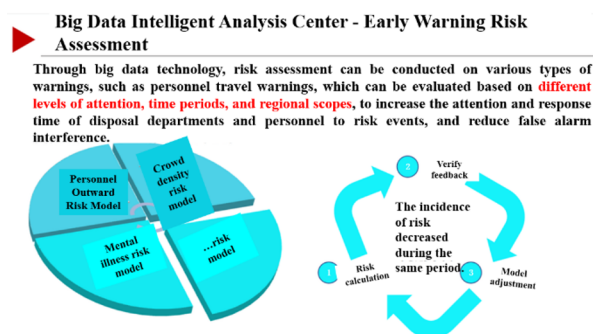 Big Data Intelligent Analysis Center - Early Warning Risk
Assessment
Through big data technology, risk assessment can be conducted on various types of
warnings, such as personnel travel warnings, which can be evaluated based on different
levels of attention, time periods, and regional scopes, to increase the attention and response
time of disposal departments and personnel to risk events, and reduce false alarm
interference.
Personnel
Outward
Risk Model
Crowd
density
risk
model
Mental
illness risk
model
...risk
model
2
Verify
feedback
The incidence
of risk
decreased
during the
same period.
1
Risk
calculation
3
Model
adjustment